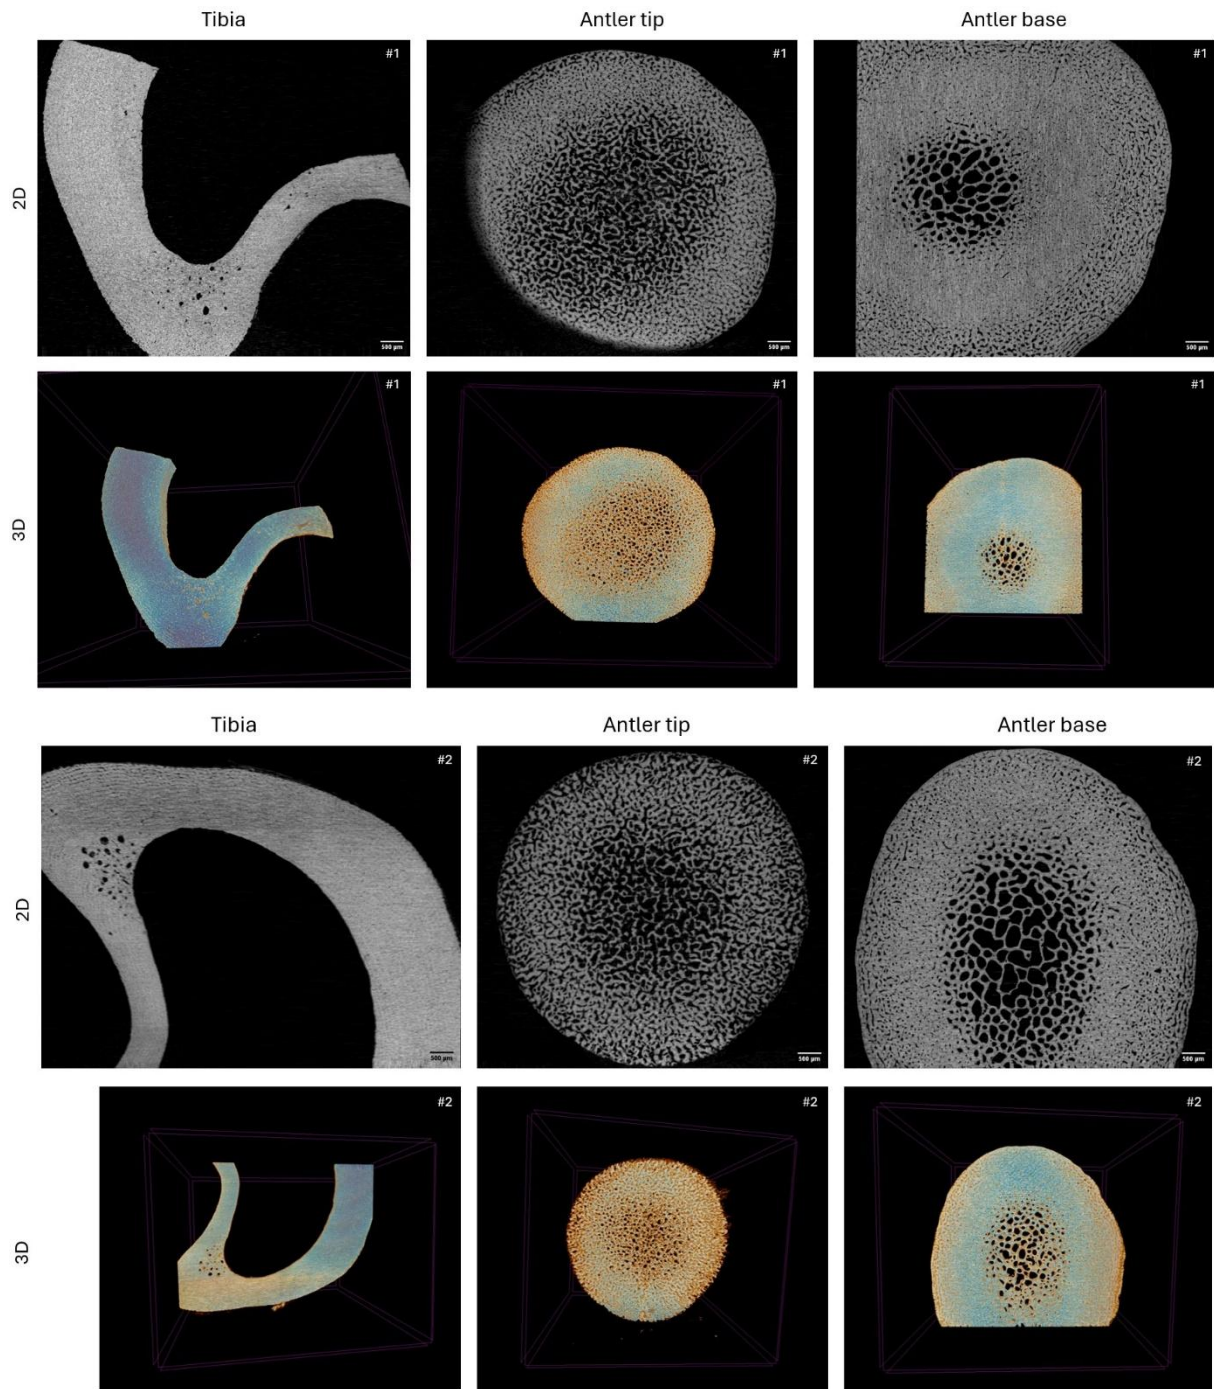 Tibia Antler tip Antler base
2D #1 #1 #1
500 µm 500 µm 500 µm
3D #1 #1 #1
Tibia Antler tip Antler base
2D #2 #2 #2
500 µm 500 µm 500 µm
3D #2 #2 #2